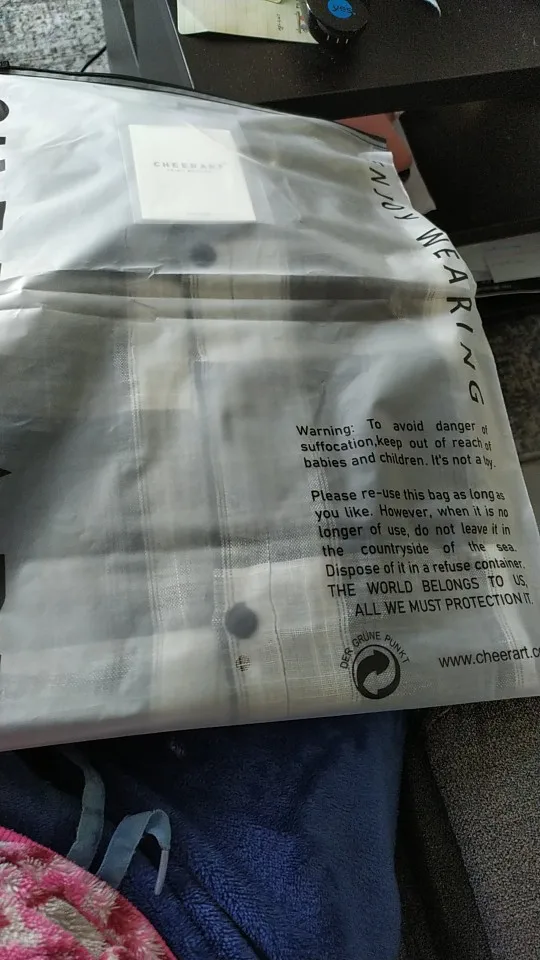 CHEERART
ENJOY WEARING
Warning: To avoid danger of
suffocation,keep out of reach of
babies and children. It's not a toy.
Please re-use this bag as long as
you like. However, when it is no
longer of use, do not leave it in
the countryside of the sea.
Dispose of it in a refuse container.
THE WORLD BELONGS TO US,
ALL WE MUST PROTECTION IT.
DER GRÜNE PUNKT
www.cheerart.co